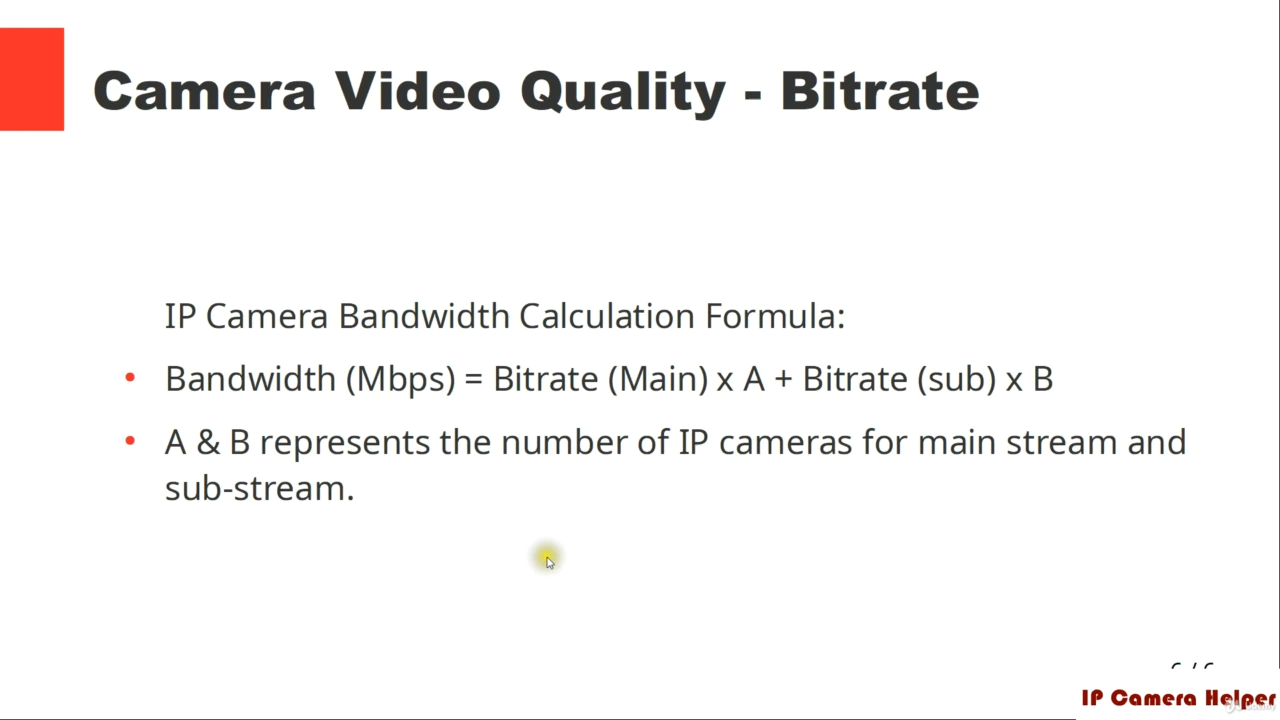 Camera Video Quality - Bitrate
IP Camera Bandwidth Calculation Formula:
• Bandwidth (Mbps) = Bitrate (Main) x A + Bitrate (sub) x B
• A & B represents the number of IP cameras for main stream and
sub-stream.
IP Camera Helper